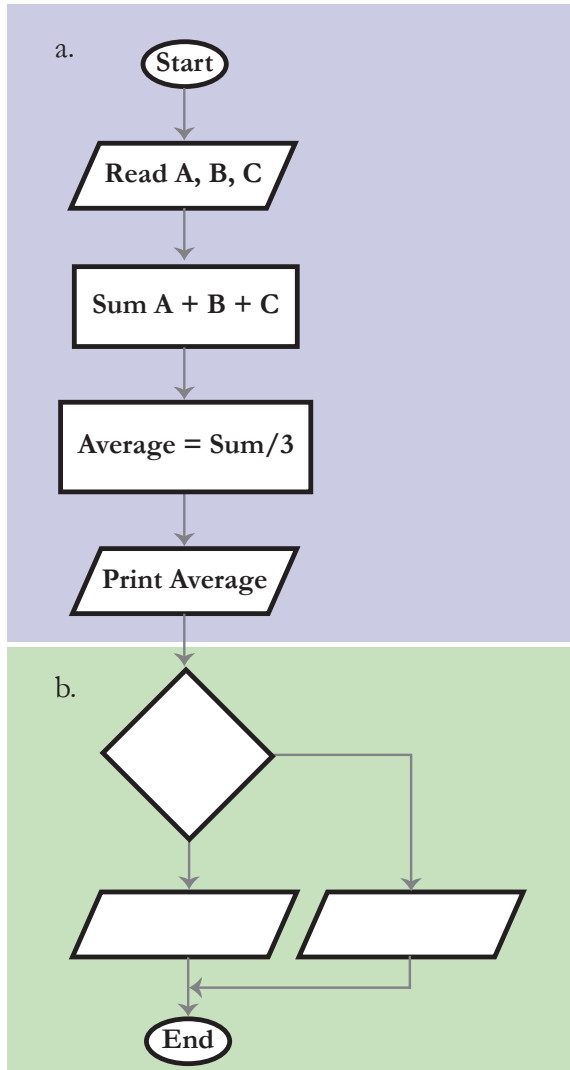 a.
Start
Read A, B, C
Sum A + B + C
Average = Sum/3
Print Average
b.
End